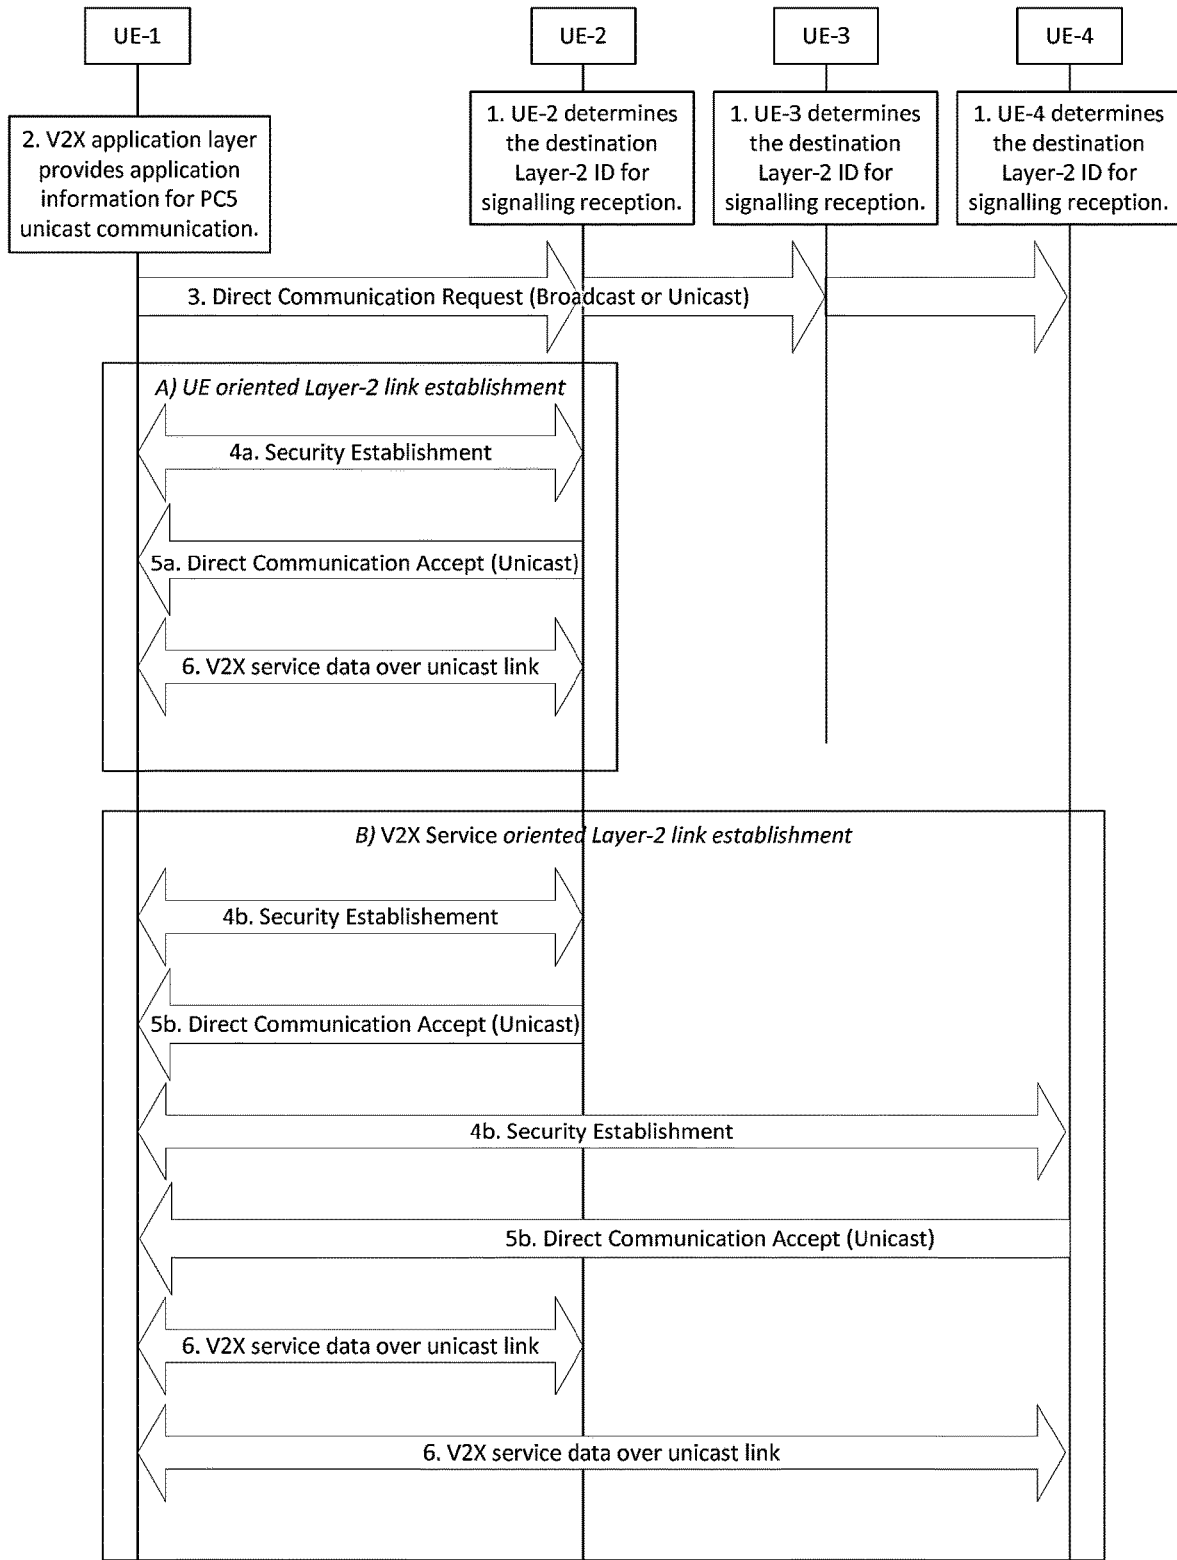 UE-1
UE-2
UE-3
UE-4
2. V2X application layer
provides application
information for PC5
unicast communication.
1. UE-2 determines
the destination
Layer-2 ID for
signalling reception.
1. UE-3 determines
the destination
Layer-2 ID for
signalling reception.
1. UE-4 determines
the destination
Layer-2 ID for
signalling reception.
3. Direct Communication Request (Broadcast or Unicast)
A) UE oriented Layer-2 link establishment
4a. Security Establishment
5a. Direct Communication Accept (Unicast)
6. V2X service data over unicast link
B) V2X Service oriented Layer-2 link establishment
4b. Security Establishement
5b. Direct Communication Accept (Unicast)
4b. Security Establishment
5b. Direct Communication Accept (Unicast)
6. V2X service data over unicast link
6. V2X service data over unicast link